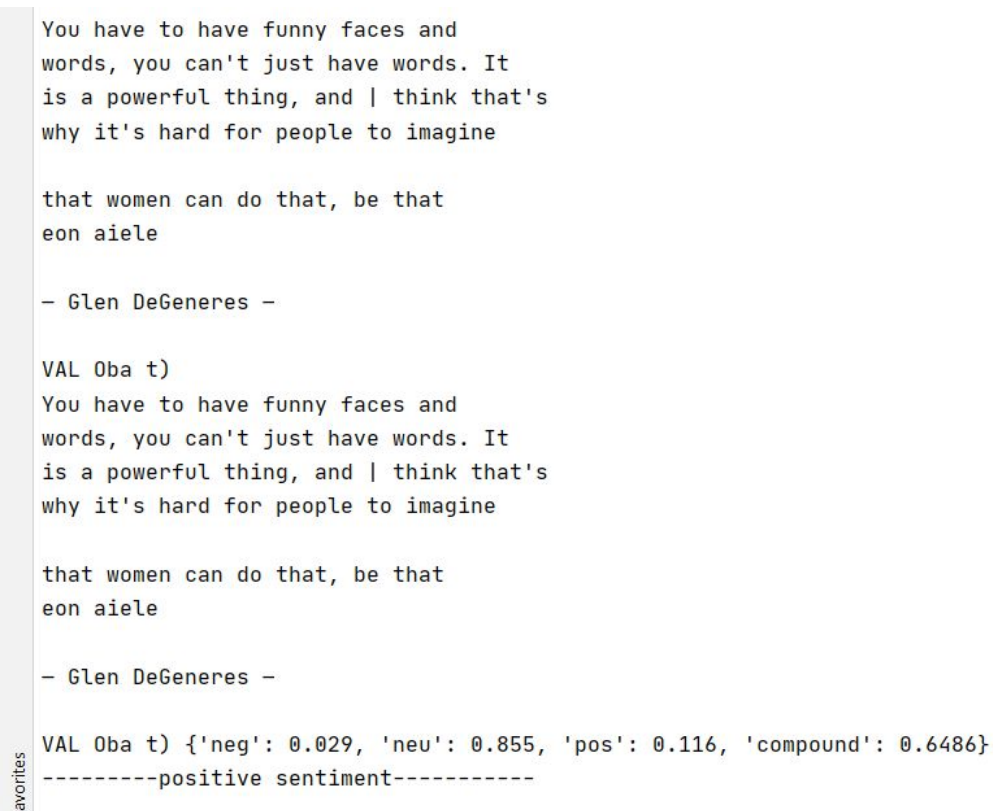 You have to have funny faces and
words, you can't just have words. It
is a powerful thing, and | think that's
why it's hard for people to imagine
that women can do that, be that
eon aiele
— Glen DeGeneres —
VAL Oba t)
You have to have funny faces and
words, you can't just have words. It
is a powerful thing, and | think that's
why it's hard for people to imagine
that women can do that, be that
eon aiele
— Glen DeGeneres —
VAL Oba t) {'neg': 0.029, 'neu': 0.855, 'pos': 0.116, 'compound': 0.6486}
---------positive sentiment-----------
avorites